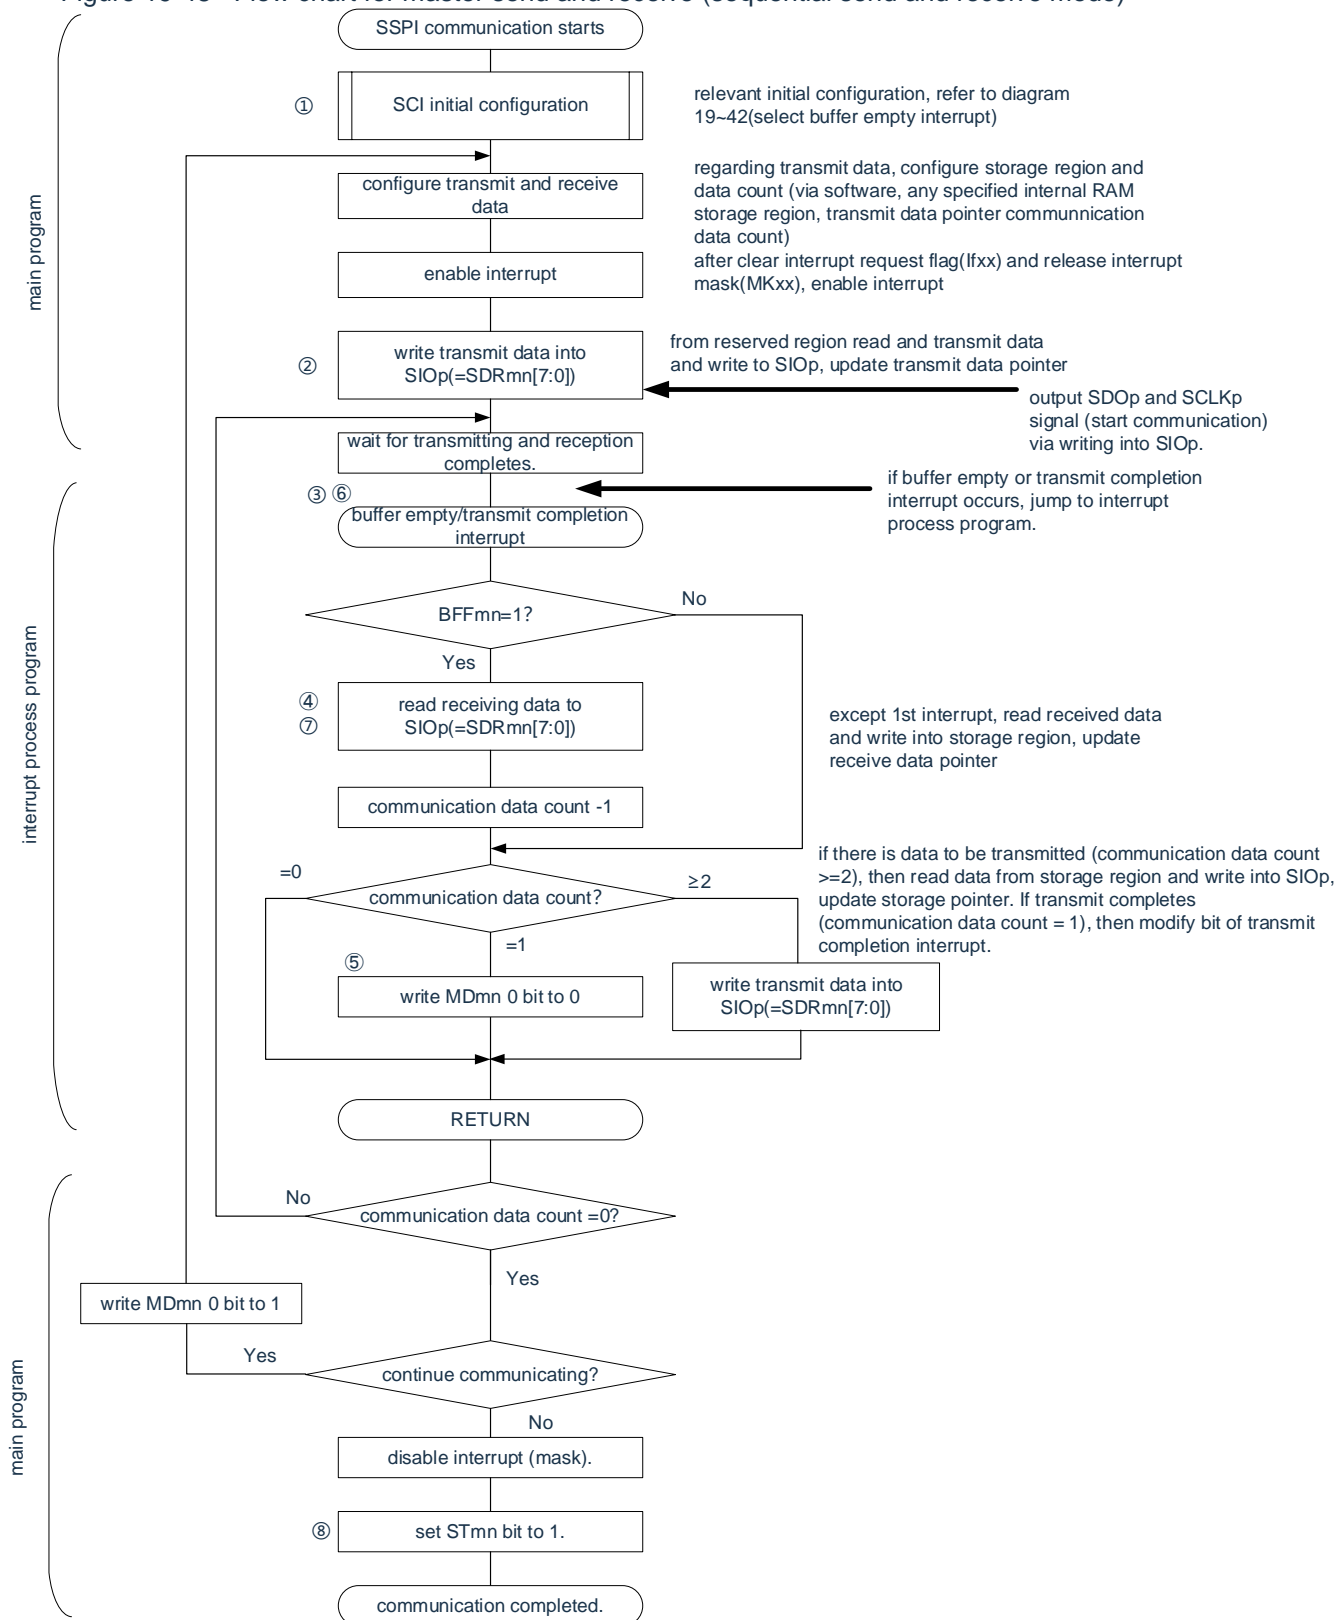 SSPI communication starts
①
SCI initial configuration
relevant initial configuration, refer to diagram
19~42(select buffer empty interrupt)
main program
configure transmit and receive
data
regarding transmit data, configure storage region and
data count (via software, any specified internal RAM
storage region, transmit data pointer communnication
data count)
enable interrupt
after clear interrupt request flag(Ifxx) and release interrupt
mask(MKxx), enable interrupt
②
write transmit data into
SIOp(=SDRmn[7:0])
from reserved region read and transmit data
and write to SIOp, update transmit data pointer
output SDOp and SCLKp
signal (start communication)
via writing into SIOp.
wait for transmitting and reception
completes.
③ ⑥
if buffer empty or transmit completion
interrupt occurs, jump to interrupt
process program.
buffer empty/transmit completion
interrupt
interrupt process program
BFFmn=1?
No
Yes
④
⑦
read receiving data to
SIOp(=SDRmn[7:0])
except 1st interrupt, read received data
and write into storage region, update
receive data pointer
communication data count -1
=0
communication data count?
≥2
=1
if there is data to be transmitted (communication data count
>=2), then read data from storage region and write into SIOp,
update storage pointer. If transmit completes
(communication data count = 1), then modify bit of transmit
completion interrupt.
⑤
write MDmn 0 bit to 0
write transmit data into
SIOp(=SDRmn[7:0])
RETURN
main program
No
communication data count =0?
Yes
write MDmn 0 bit to 1
Yes
continue communicating?
No
disable interrupt (mask).
⑧
set STmn bit to 1.
communication completed.